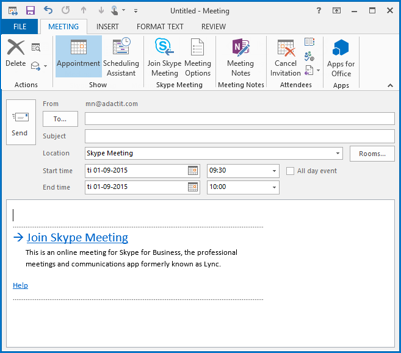 Untitled - Meeting
FILE MEETING INSERT FORMAT TEXT REVIEW
Delete
Appointment
Scheduling
Assistant
Join Skype
Meeting
Meeting
Options
Meeting
Notes
Cancel
Invitation
Apps for
Office
Actions Show Skype Meeting Meeting Notes Attendees Apps
Send
From mn@adactit.com
To...
Subject
Location Skype Meeting Rooms...
Start time ti 01-09-2015 09:30 All day event
End time ti 01-09-2015 10:00
→ Join Skype Meeting
This is an online meeting for Skype for Business, the professional
meetings and communications app formerly known as Lync.
Help